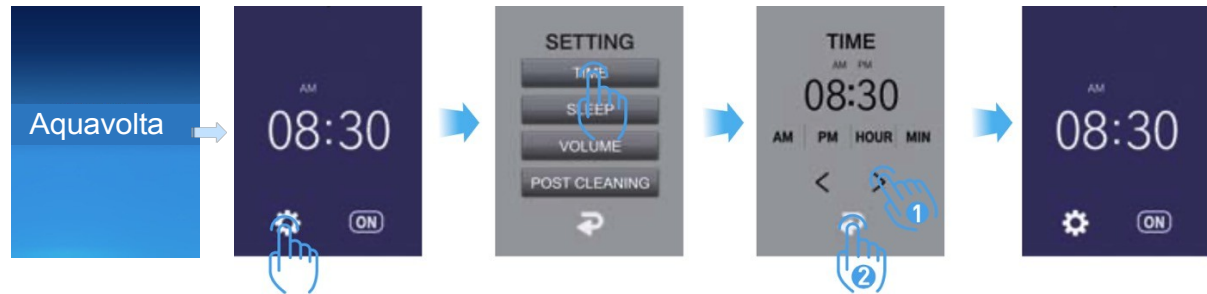 Aquavolta
AM
08:30
ON
SETTING
TIME
SLEEP
VOLUME
POST CLEANING
TIME
AM PM
08:30
AM PM HOUR MIN
< >
1
2
AM
08:30
ON